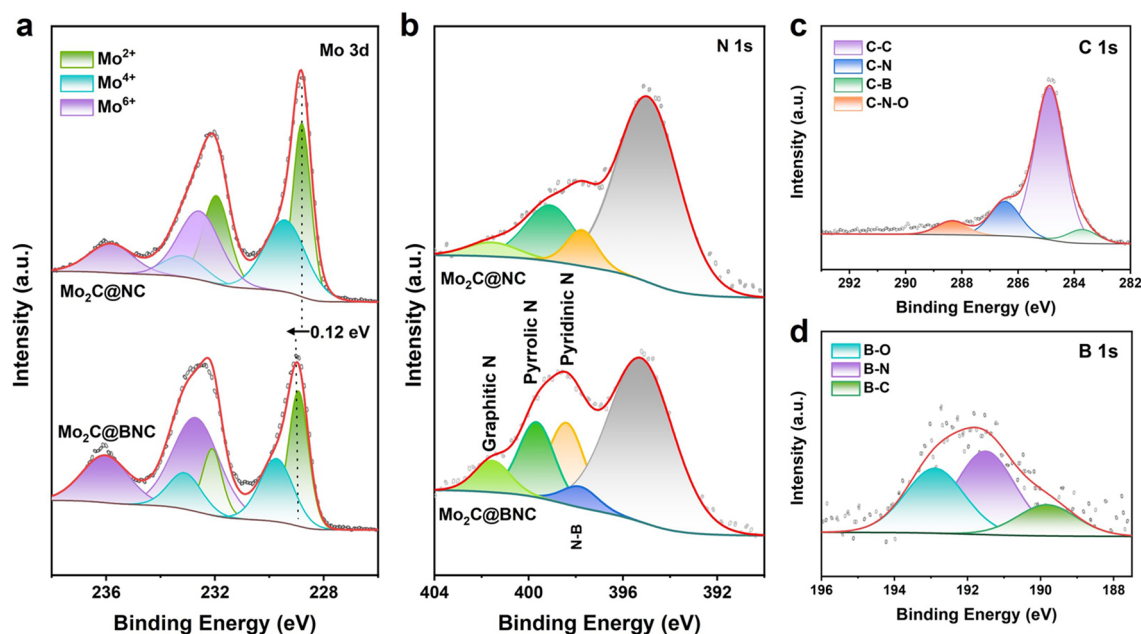 a
Mo 3d
Mo2+
Mo4+
Mo6+
Mo2C@NC
0.12 eV
Mo2C@BNC
236
232
228
Binding Energy (eV)
Intensity (a.u.)
b
N 1s
Mo2C@NC
Graphitic N
Pyrrolic N
Pyridinic N
Mo2C@BNC
N-B
404
400
396
392
Binding Energy (eV)
Intensity (a.u.)
c
C 1s
C-C
C-N
C-B
C-N-O
292
290
288
286
284
282
Binding Energy (eV)
Intensity (a.u.)
d
B 1s
B-O
B-N
B-C
196
194
192
190
188
Binding Energy (eV)
Intensity (a.u.)